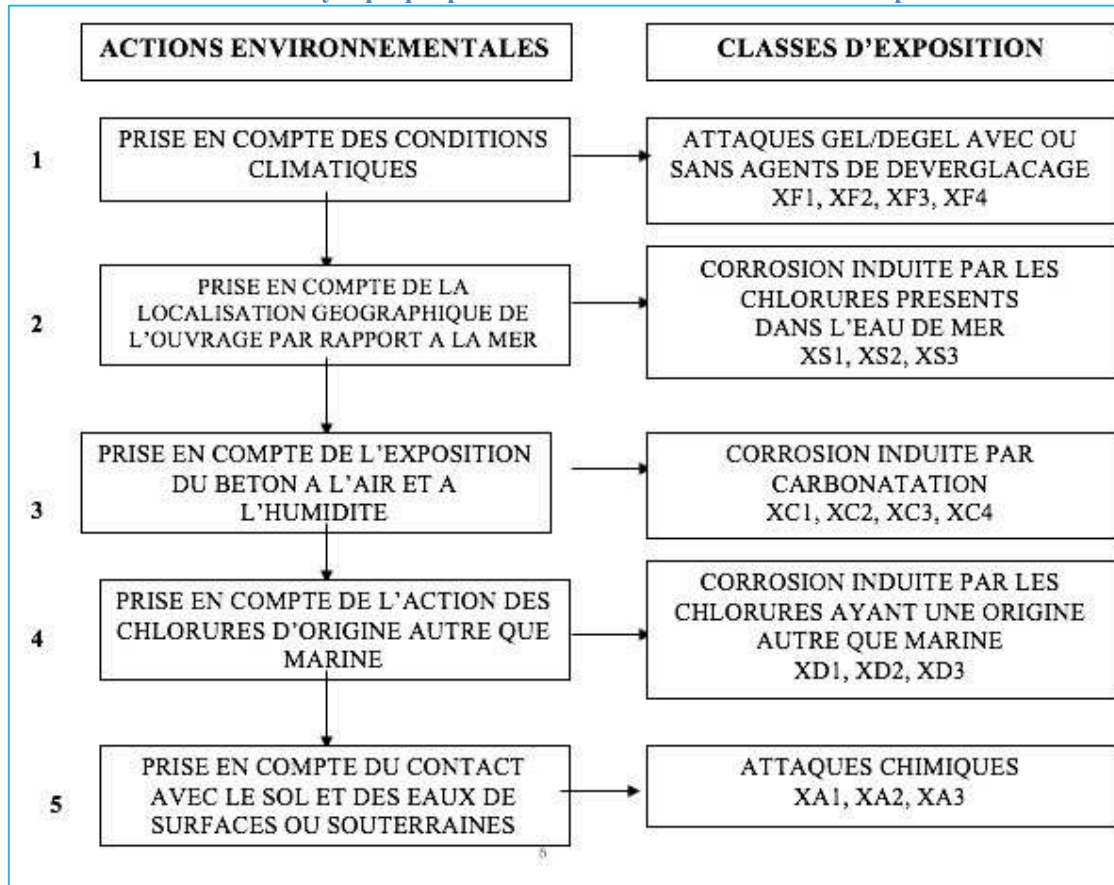 ACTIONS ENVIRONNEMENTALES
CLASSES D'EXPOSITION
1
PRISE EN COMPTE DES CONDITIONS
CLIMATIQUES
ATTAQUES GEL/DEGEL AVEC OU
SANS AGENTS DE DEVERGLACAGE
XF1, XF2, XF3, XF4
2
PRISE EN COMPTE DE LA
LOCALISATION GEOGRAPHIQUE DE
L'OUVRAGE PAR RAPPORT A LA MER
CORROSION INDUITE PAR LES
CHLORURES PRESENTS
DANS L'EAU DE MER
XS1, XS2, XS3
3
PRISE EN COMPTE DE L'EXPOSITION
DU BETON A L'AIR ET A
L'HUMIDITE
CORROSION INDUITE PAR
CARBONATATION
XC1, XC2, XC3, XC4
4
PRISE EN COMPTE DE L'ACTION DES
CHLORURES D'ORIGINE AUTRE QUE
MARINE
CORROSION INDUITE PAR LES
CHLORURES AYANT UNE ORIGINE
AUTRE QUE MARINE
XD1, XD2, XD3
5
PRISE EN COMPTE DU CONTACT
AVEC LE SOL ET DES EAUX DE
SURFACES OU SOUTERRAINES
ATTAQUES CHIMIQUES
XA1, XA2, XA3